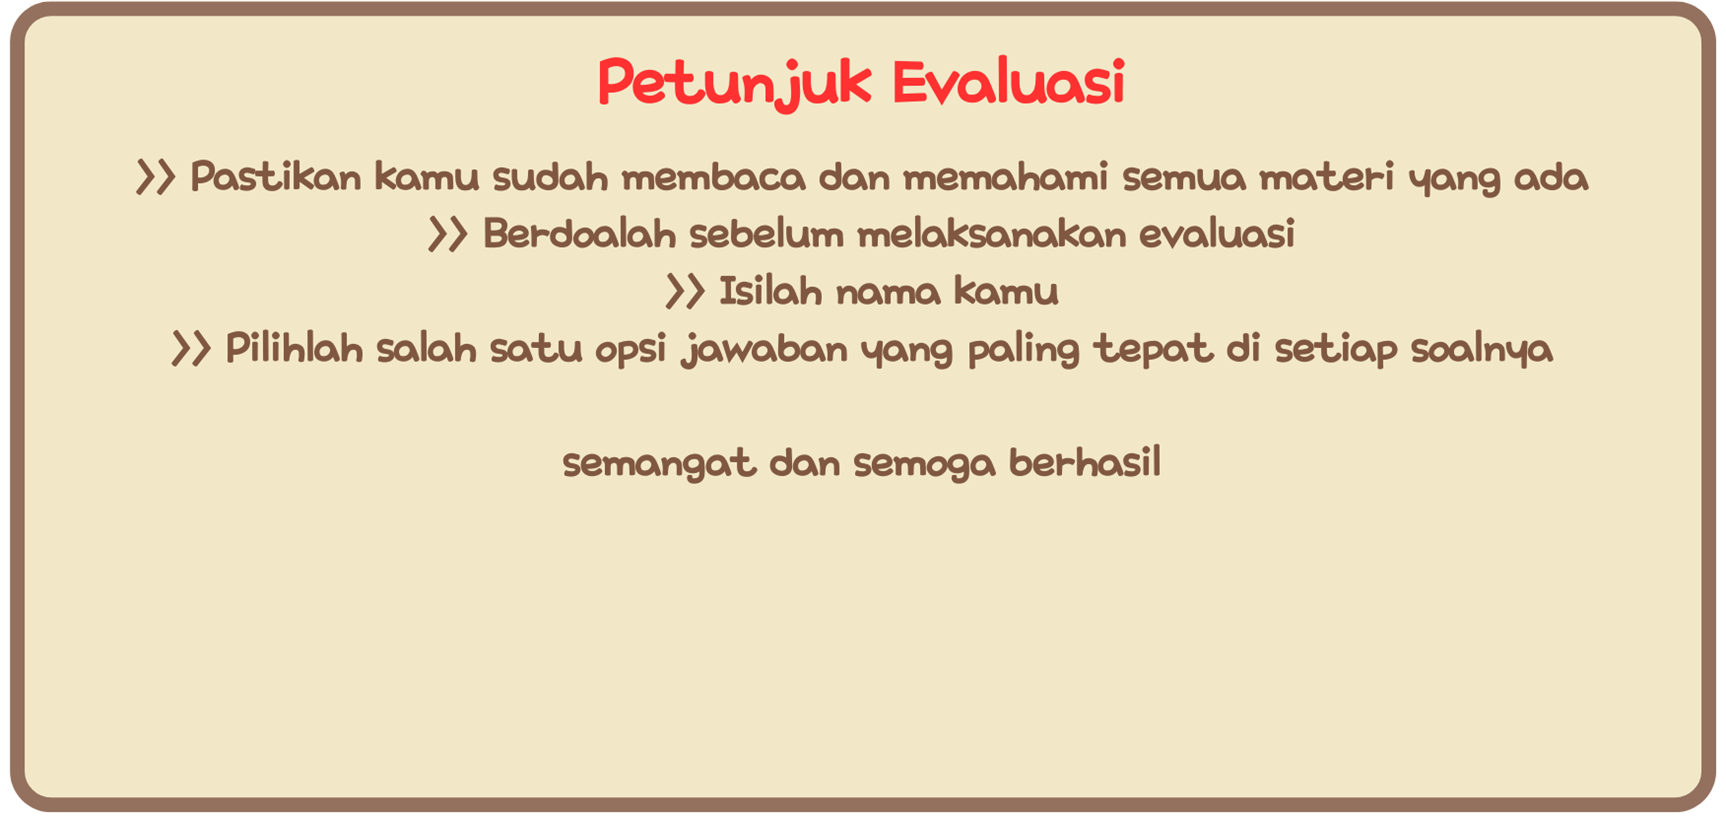 Petunjuk Evaluasi
>> Pastikan kamu sudah membaca dan memahami semua materi yang ada
>> Berdoalah sebelum melaksanakan evaluasi
>> Isilah nama kamu
>> Pilihlah salah satu opsi jawaban yang paling tepat di setiap soalnya
semangat dan semoga berhasil